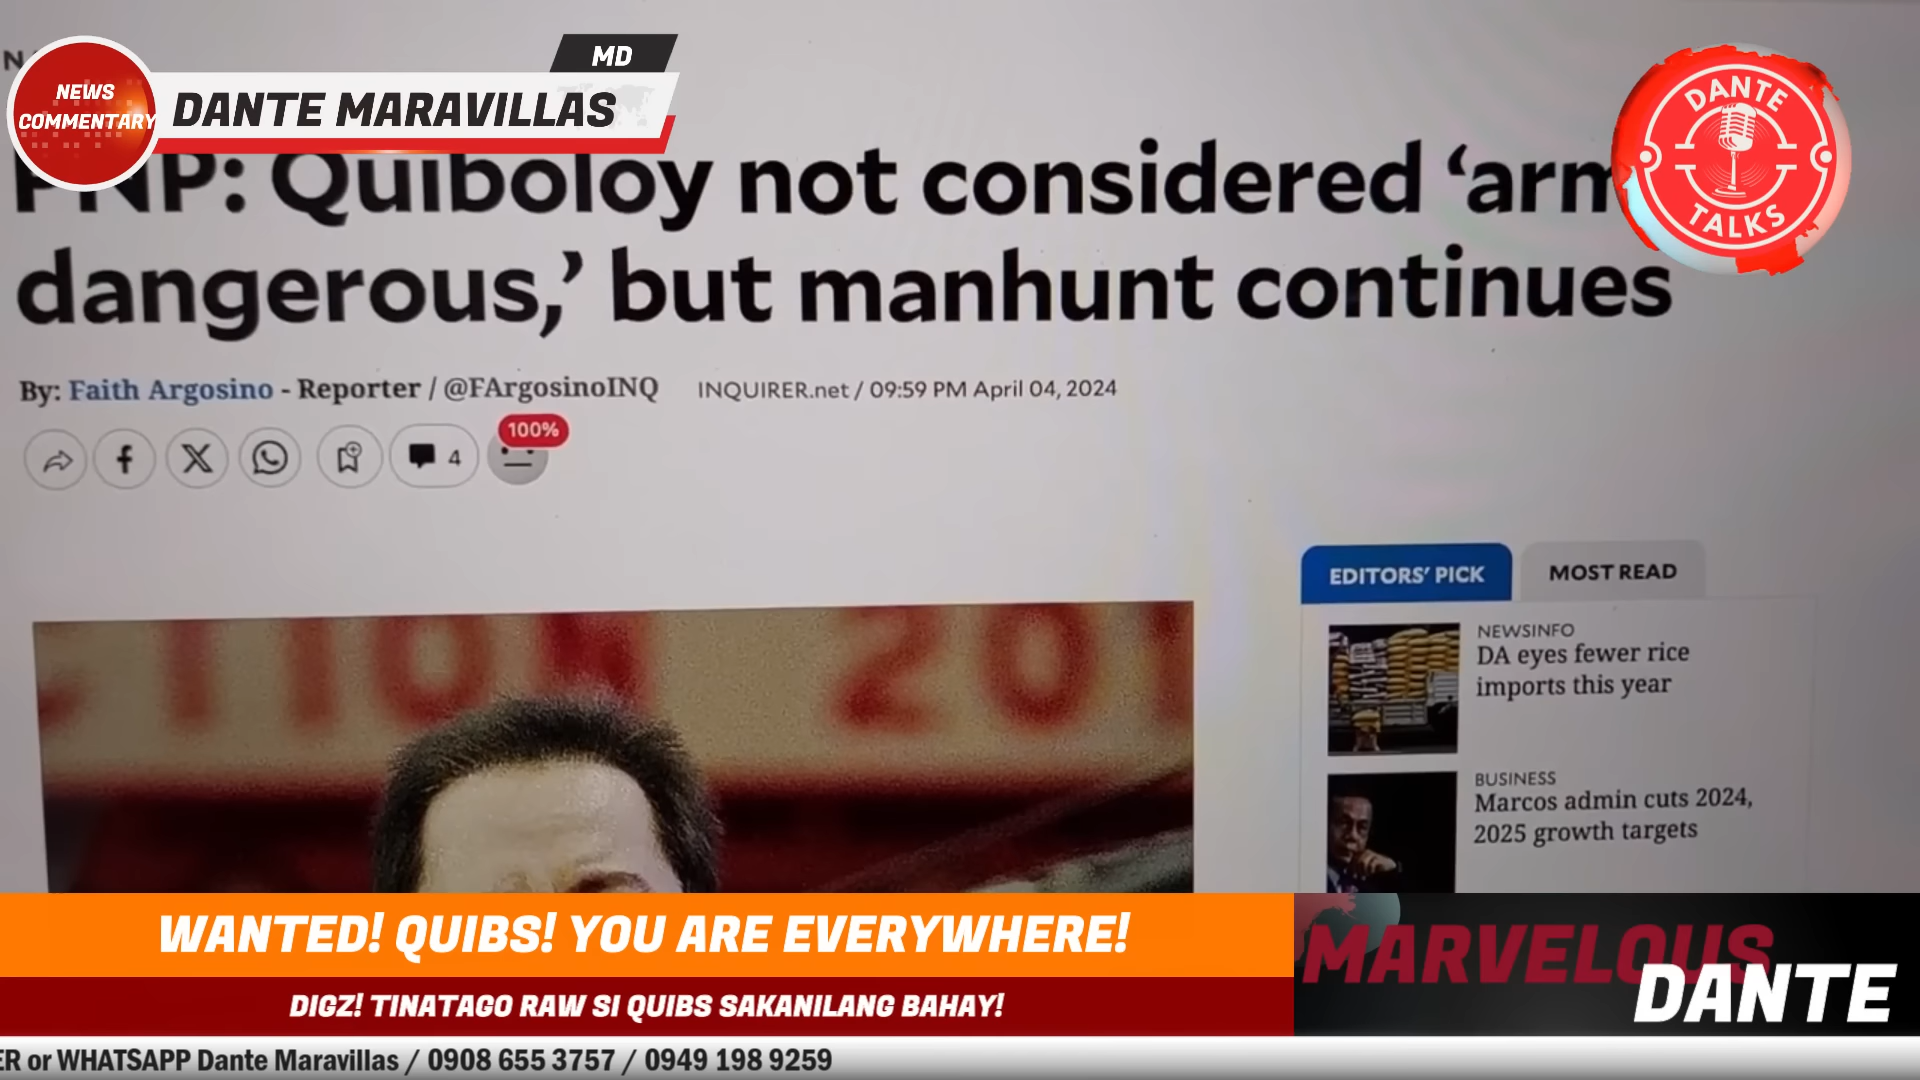 MD
NEWS
COMMENTARY
DANTE MARAVILLAS
DANTE
TALKS
PNP: Quiboloy not considered ‘arm
dangerous,’ but manhunt continues
By: Faith Argosino - Reporter / @FArgosinoINQ INQUIRER.net / 09:59 PM April 04, 2024
100%
4
EDITORS’ PICK MOST READ
NEWSINFO
DA eyes fewer rice
imports this year
BUSINESS
Marcos admin cuts 2024,
2025 growth targets
CTION 201
WANTED! QUIBS! YOU ARE EVERYWHERE!
DIGZ! TINATAGO RAW SI QUIBS SAKANILANG BAHAY!
MARVELOUS
DANTE
ER or WHATSAPP Dante Maravillas / 0908 655 3757 / 0949 198 9259